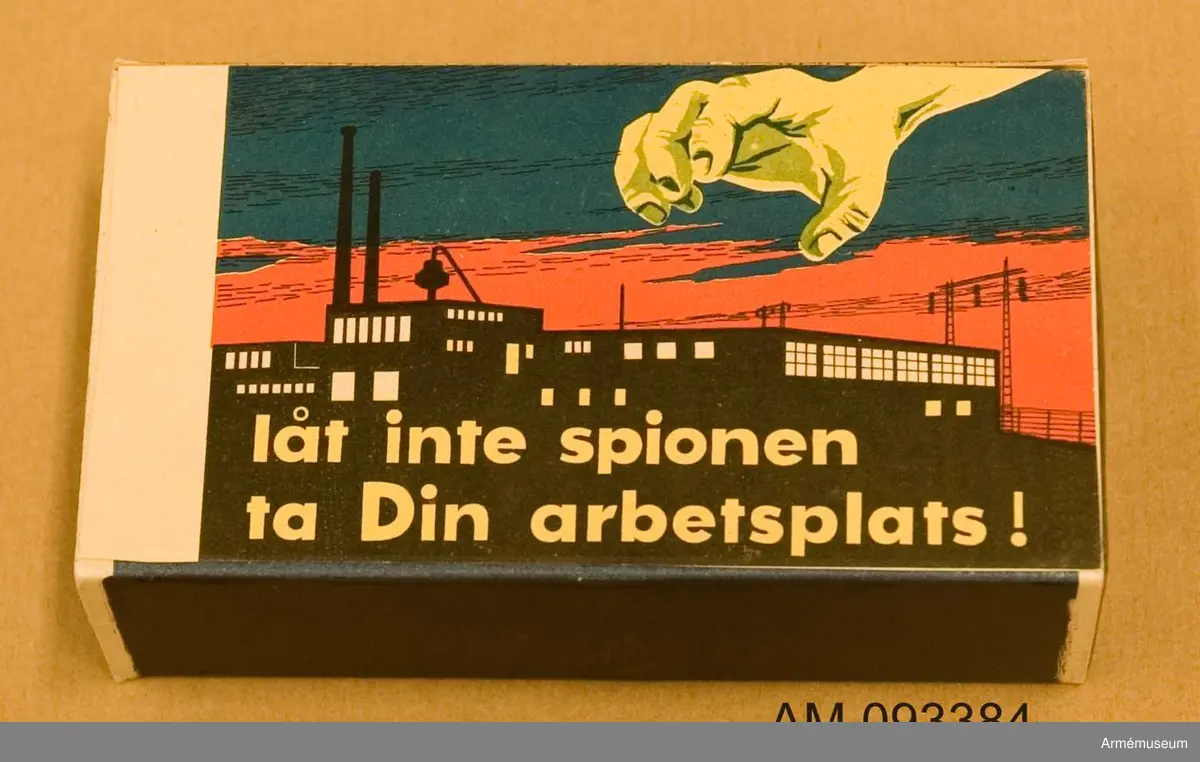 låt inte spionen
ta Din arbetsplats!
AM 093384
Armémuseum